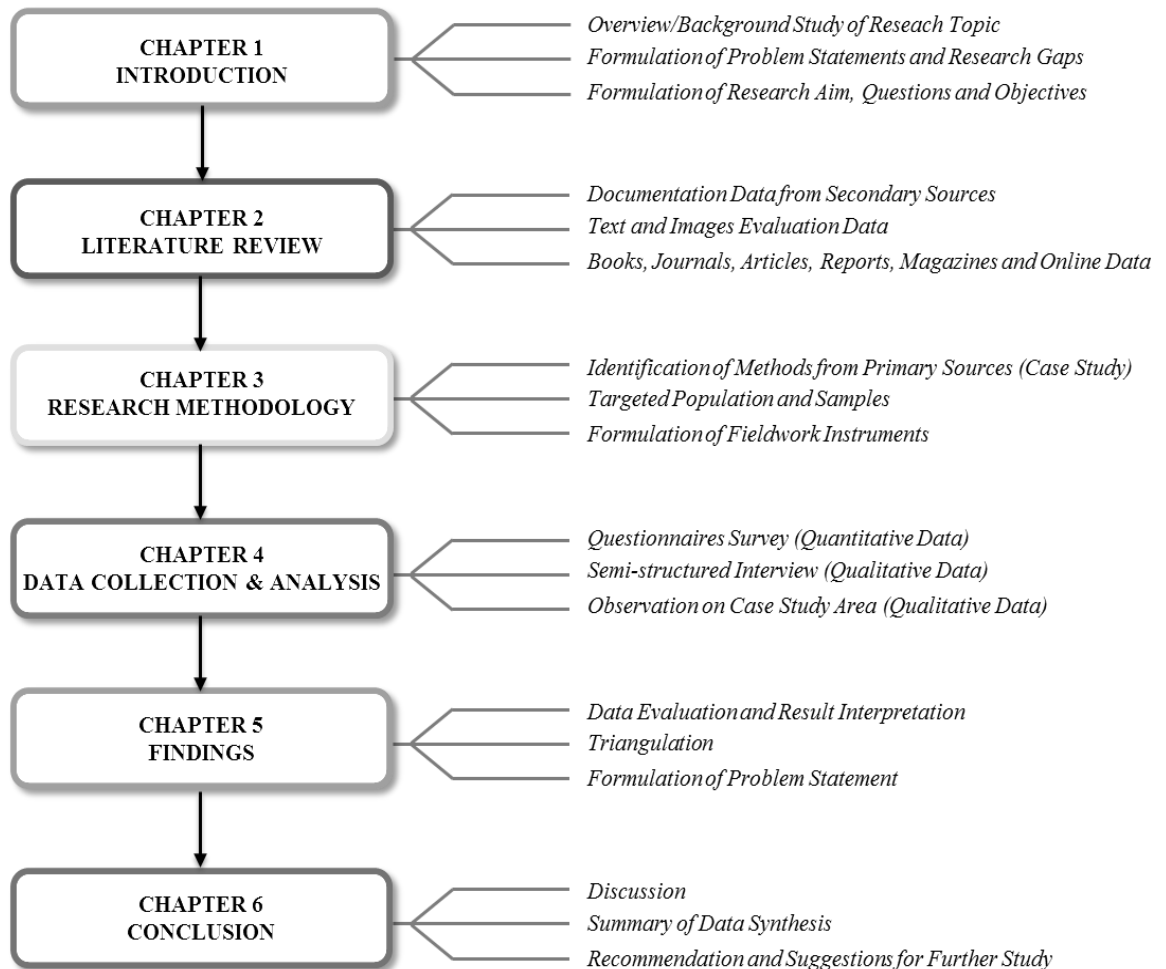 CHAPTER 1
INTRODUCTION
Overview/Background Study of Reseach Topic
Formulation of Problem Statements and Research Gaps
Formulation of Research Aim, Questions and Objectives
CHAPTER 2
LITERATURE REVIEW
Documentation Data from Secondary Sources
Text and Images Evaluation Data
Books, Journals, Articles, Reports, Magazines and Online Data
CHAPTER 3
RESEARCH METHODOLOGY
Identification of Methods from Primary Sources (Case Study)
Targeted Population and Samples
Formulation of Fieldwork Instruments
CHAPTER 4
DATA COLLECTION & ANALYSIS
Questionnaires Survey (Quantitative Data)
Semi-structured Interview (Qualitative Data)
Observation on Case Study Area (Qualitative Data)
CHAPTER 5
FINDINGS
Data Evaluation and Result Interpretation
Triangulation
Formulation of Problem Statement
CHAPTER 6
CONCLUSION
Discussion
Summary of Data Synthesis
Recommendation and Suggestions for Further Study